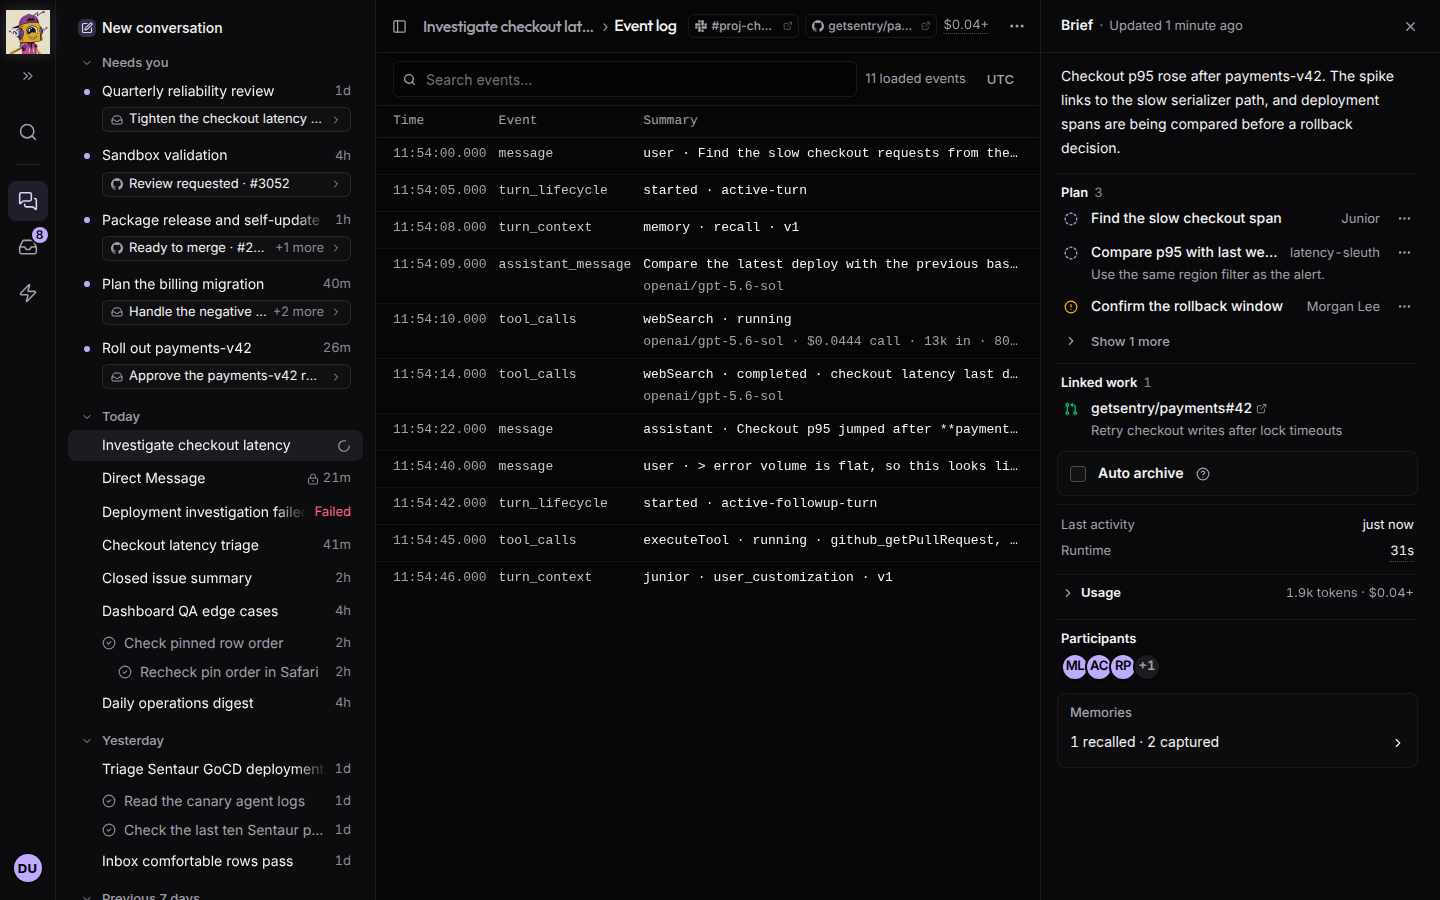 New conversation
Needs you
Quarterly reliability review 1d
Tighten the checkout latency ...
Sandbox validation 4h
Review requested · #3052
Package release and self-update 1h
Ready to merge · #2... +1 more
Plan the billing migration 40m
Handle the negative ... +2 more
Roll out payments-v42 26m
Approve the payments-v42 r...
Today
Investigate checkout latency
Direct Message 21m
Deployment investigation failed Failed
Checkout latency triage 41m
Closed issue summary 2h
Dashboard QA edge cases 4h
Check pinned row order 2h
Recheck pin order in Safari 2h
Daily operations digest 4h
Yesterday
Triage Sentaur GoCD deployment 1d
Read the canary agent logs 1d
Check the last ten Sentaur p... 1d
Inbox comfortable rows pass 1d
Previous 7 days
8
DU
Investigate checkout lat... › Event log #proj-ch... getsentry/pa... $0.04+
Search events... 11 loaded events UTC
Time Event Summary
11:54:00.000 message user · Find the slow checkout requests from the…
11:54:05.000 turn_lifecycle started · active-turn
11:54:08.000 turn_context memory · recall · v1
11:54:09.000 assistant_message Compare the latest deploy with the previous bas…
openai/gpt-5.6-sol
11:54:10.000 tool_calls webSearch · running
openai/gpt-5.6-sol · $0.0444 call · 13k in · 80…
11:54:14.000 tool_calls webSearch · completed · checkout latency last d…
openai/gpt-5.6-sol
11:54:22.000 message assistant · Checkout p95 jumped after **payment…
11:54:40.000 message user · > error volume is flat, so this looks li…
11:54:42.000 turn_lifecycle started · active-followup-turn
11:54:45.000 tool_calls executeTool · running · github_getPullRequest, …
11:54:46.000 turn_context junior · user_customization · v1
Brief · Updated 1 minute ago
Checkout p95 rose after payments-v42. The spike
links to the slow serializer path, and deployment
spans are being compared before a rollback
decision.
Plan 3
Find the slow checkout span Junior
Compare p95 with last we... latency-sleuth
Use the same region filter as the alert.
Confirm the rollback window Morgan Lee
Show 1 more
Linked work 1
getsentry/payments#42
Retry checkout writes after lock timeouts
Auto archive
Last activity just now
Runtime 31s
Usage 1.9k tokens · $0.04+
Participants
ML AC RP +1
Memories
1 recalled · 2 captured